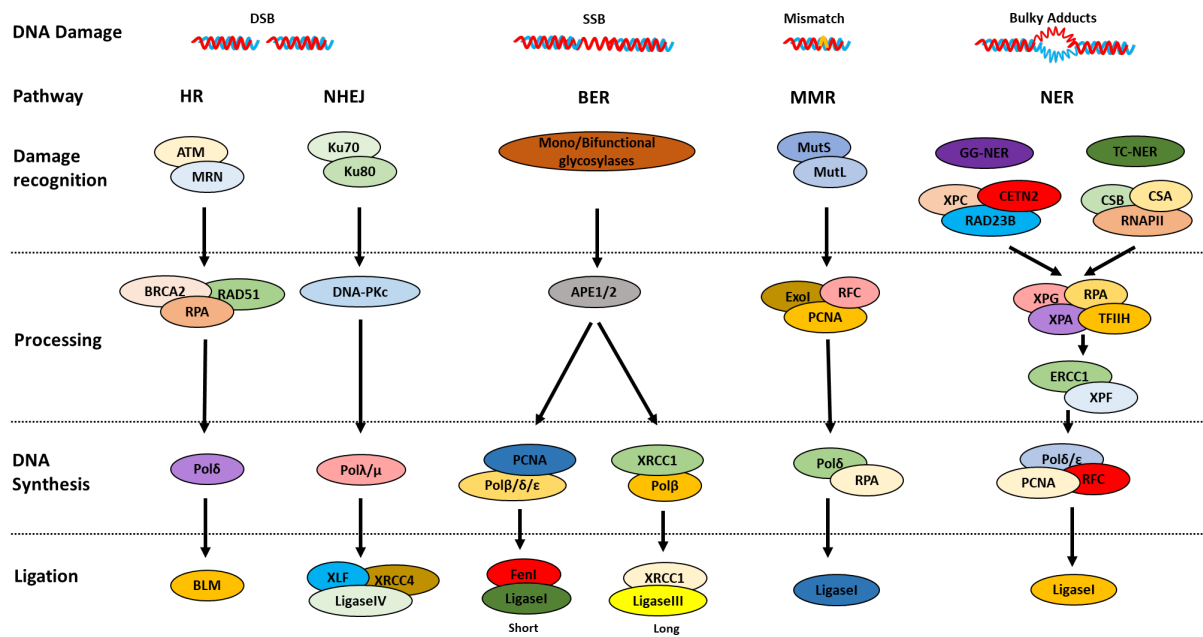 DNA Damage
DSB
SSB
Mismatch
Bulky Adducts
Pathway
HR
NHEJ
BER
MMR
NER
Damage
recognition
ATM
MRN
Ku70
Ku80
Mono/Bifunctional
glycosylases
MutS
MutL
GG-NER
TC-NER
XPC
CETN2
RAD23B
CSB
CSA
RNAPII
Processing
BRCA2
RAD51
RPA
DNA-PKc
APE1/2
ExoI
RFC
PCNA
XPG
RPA
XPA
TFIIH
ERCC1
XPF
DNA
Synthesis
Polδ
Polλ/μ
PCNA
Polβ/δ/ε
XRCC1
Polβ
Polδ
RPA
Polδ/ε
PCNA
RFC
Ligation
BLM
XLF
XRCC4
LigaseIV
FenI
LigaseI
Short
XRCC1
LigaseIII
Long
LigaseI
LigaseI